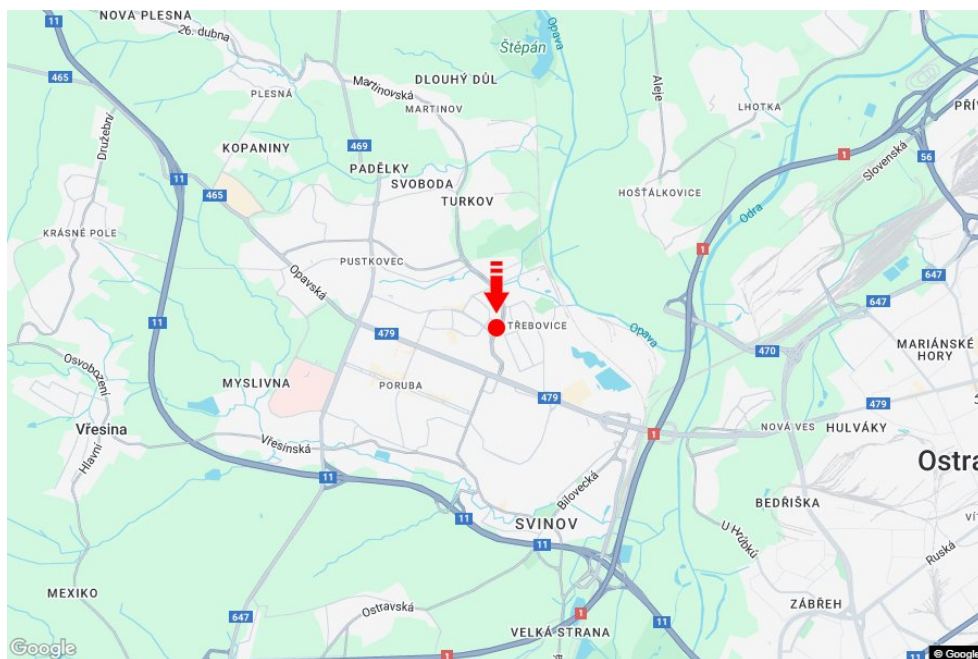 NOVÁ PLESNÁ
11
26. dubna
465
PLESNÁ
Martinovská
DLOUHÝ DŮL
MARTINOV
Štěpán
Opava
Aleje
LHOTKA
PŘÍV
1
56
Slovenská
Družební
KOPANINY
469
PADĚLKY
SVOBODA
TURKOV
11
465
HOŠŤÁLKOVICE
Odra
KRÁSNÉ POLE
PUSTKOVEC
Opavská
1
647
647
11
479
TŘEBOVICE
Opava
470
MARIÁNSKÉ
HORY
Osvobození
MYSLIVNA
PORUBA
479
479
Vřesina
Hlavní
Vřesinská
1
NOVÁ VES
HULVÁKY
Ostra
11
Bílovecká
BEDŘIŠKA
11
SVINOV
U Hrůbků
11
Ruská
MEXIKO
647
Ostravská
1
ZÁBŘEH
VELKÁ STRANA
1
11
11
Google
© Google